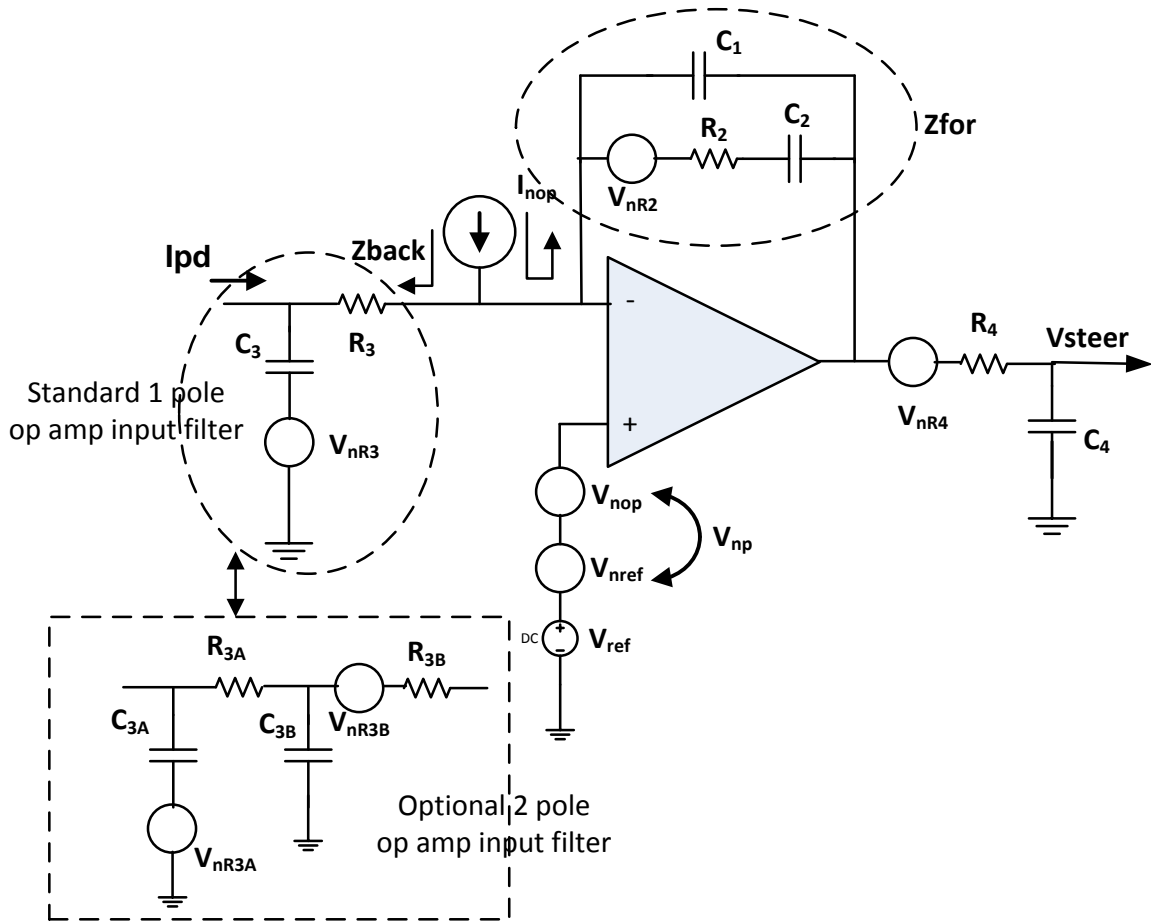 C1
C2
Zfor
R2
VnR2
Inop
Zback
Ipd
-
R3
C3
R4
Vsteer
Standard 1 pole
op amp input filter
VnR3
+
VnR4
C4
Vnop
Vnp
Vnref
DC
+
-
Vref
R3A
R3B
C3A
C3B
VnR3B
VnR3A
Optional 2 pole
op amp input filter